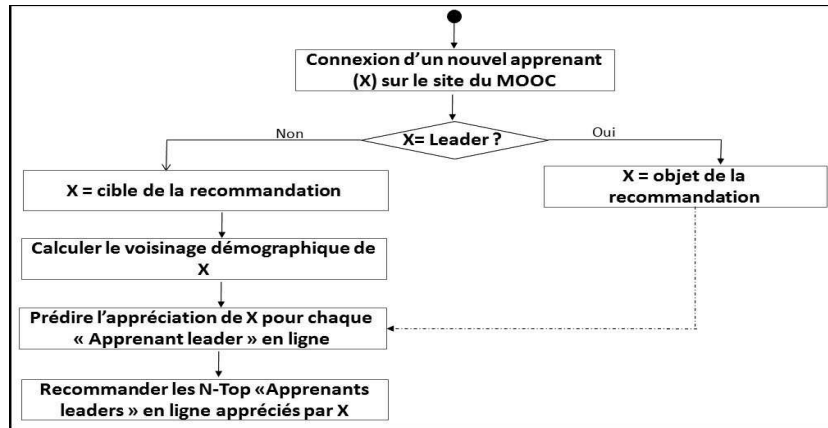 Connexion d’un nouvel apprenant
(X) sur le site du MOOC
Non
X= Leader ?
Oui
X = cible de la recommandation
X = objet de la
recommandation
Calculer le voisinage démographique de
X
Prédire l’appréciation de X pour chaque
« Apprenant leader » en ligne
Recommander les N-Top «Apprenants
leaders » en ligne appréciés par X